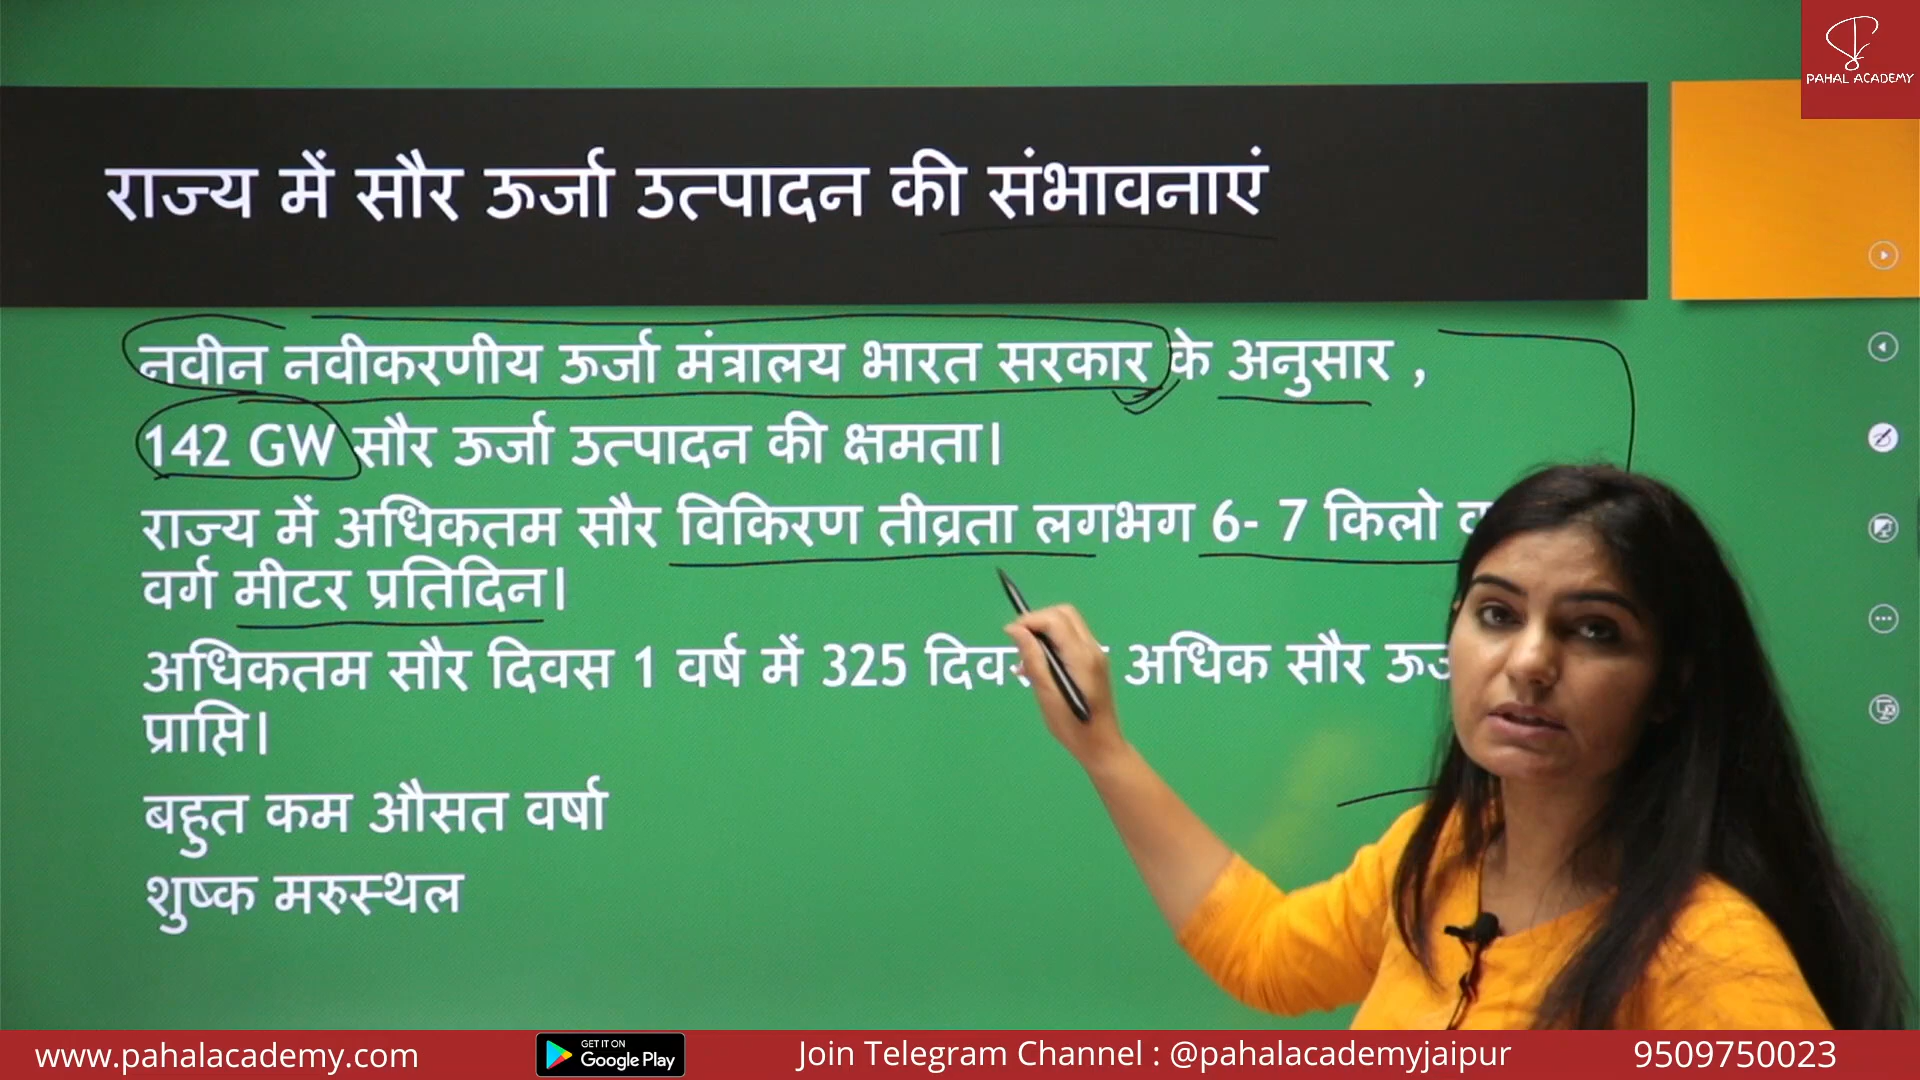 PAHAL ACADEMY
राज्य में सौर ऊर्जा उत्पादन की संभावनाएं
नवीन नवीकरणीय ऊर्जा मंत्रालय भारत सरकार के अनुसार ,
142 GW सौर ऊर्जा उत्पादन की क्षमता।
राज्य में अधिकतम सौर विकिरण तीव्रता लगभग 6- 7 किलो
वर्ग मीटर प्रतिदिन।
अधिकतम सौर दिवस 1 वर्ष में 325 अधिक सौर
प्राप्ति।
बहुत कम औसत वर्षा
शुष्क मरुस्थल
www.pahalacademy.com
GET IT ON
Google Play
Join Telegram Channel : @pahalacademyjaipur
9509750023